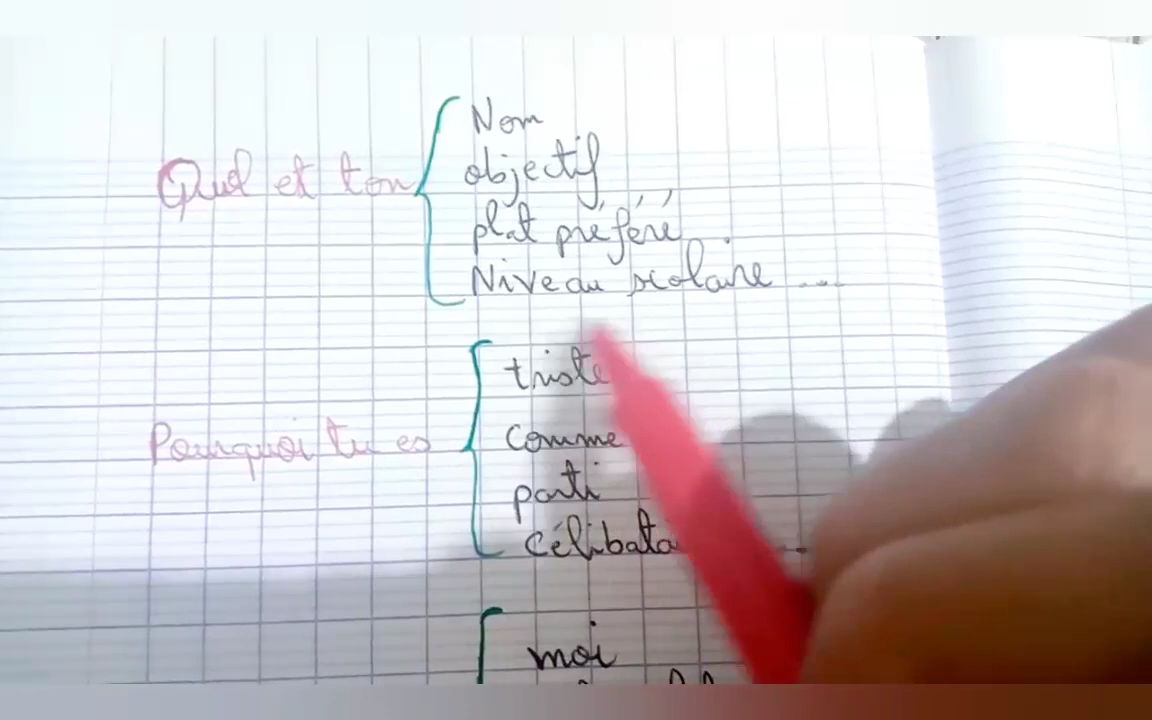 Quel et ton
Nom
objectif
plat préféré
Niveau scolaire ...
Pourquoi tu es
triste
comme
parti
Célibata
moi